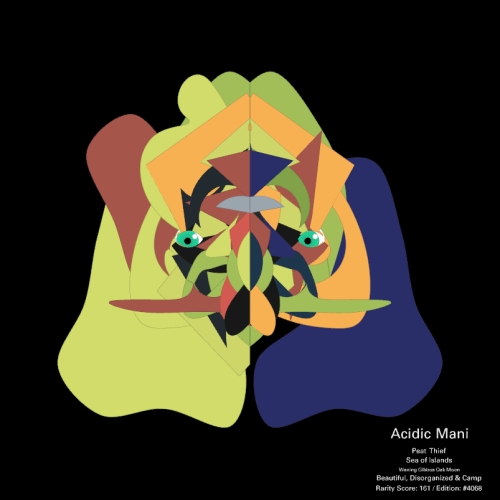 Acidic Mani
Peat Thief
Sea of Islands
Waxing Gibbous Oak Moon
Beautiful, Disorganized & Camp
Rarity Score: 161 / Edition: #4068